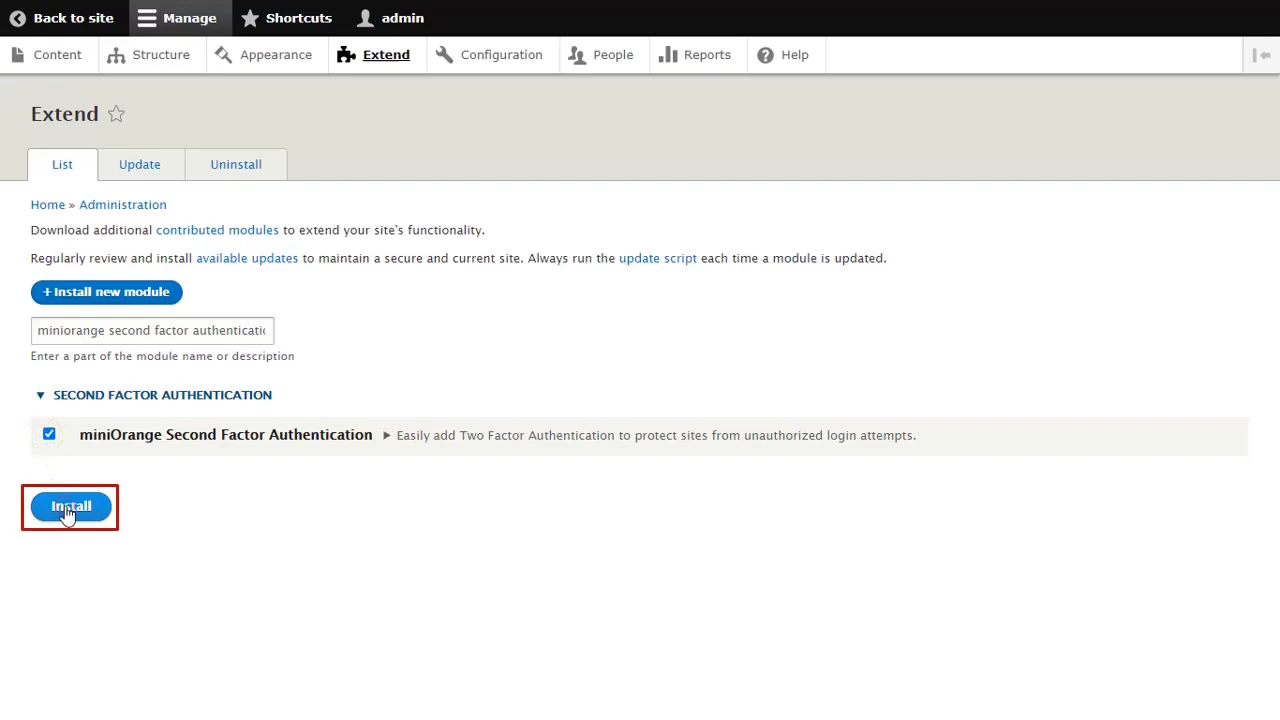 Back to site Manage Shortcuts admin
Content Structure Appearance Extend Configuration People Reports Help
Extend
List Update Uninstall
Home » Administration
Download additional contributed modules to extend your site's functionality.
Regularly review and install available updates to maintain a secure and current site. Always run the update script each time a module is updated.
+ Install new module
miniorange second factor authenticatio
Enter a part of the module name or description
▼ SECOND FACTOR AUTHENTICATION
miniOrange Second Factor Authentication ► Easily add Two Factor Authentication to protect sites from unauthorized login attempts.
Install